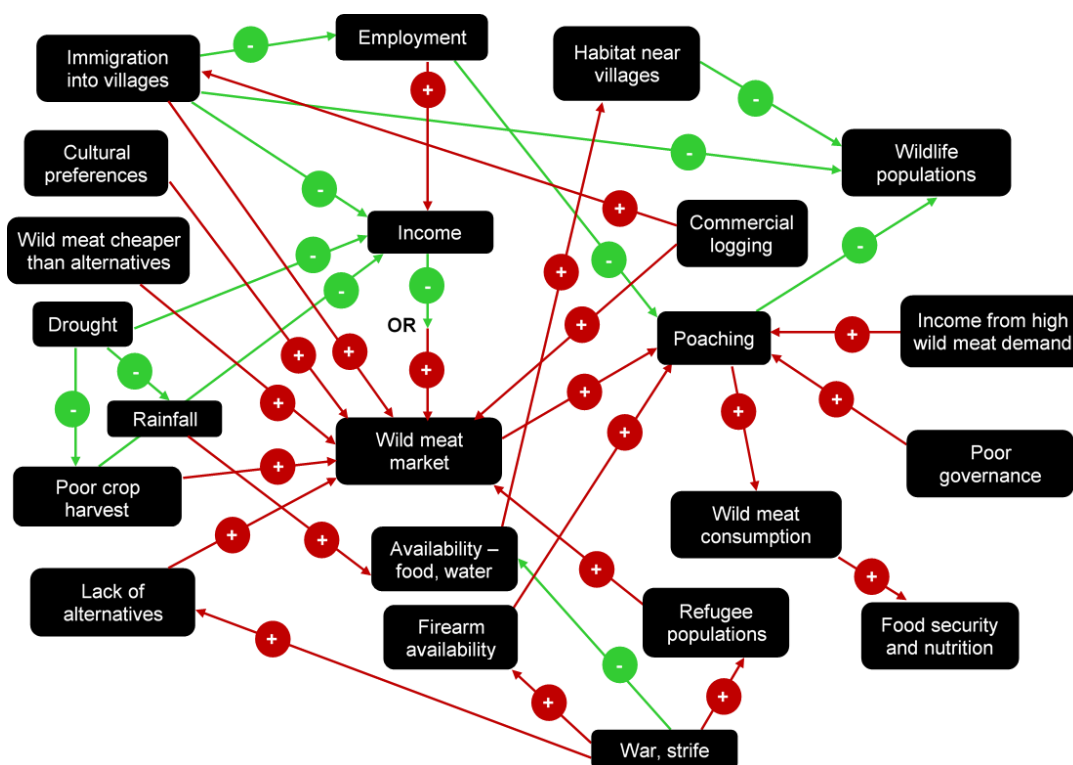 Immigration
into villages
-
Employment
Habitat near
villages
+
-
Cultural
preferences
-
Wildlife
populations
-
+
Commercial
logging
Wild meat cheaper
than alternatives
Income
-
-
-
+
-
-
Drought
OR
+
Poaching
+
Income from high
wild meat demand
-
+
+
+
-
Rainfall
+
+
+
+
Wild meat
market
+
+
Poor
governance
Poor crop
harvest
+
Wild meat
consumption
+
+
Availability –
food, water
+
+
Lack of
alternatives
Firearm
availability
Refugee
populations
Food security
and nutrition
+
-
+
+
War, strife